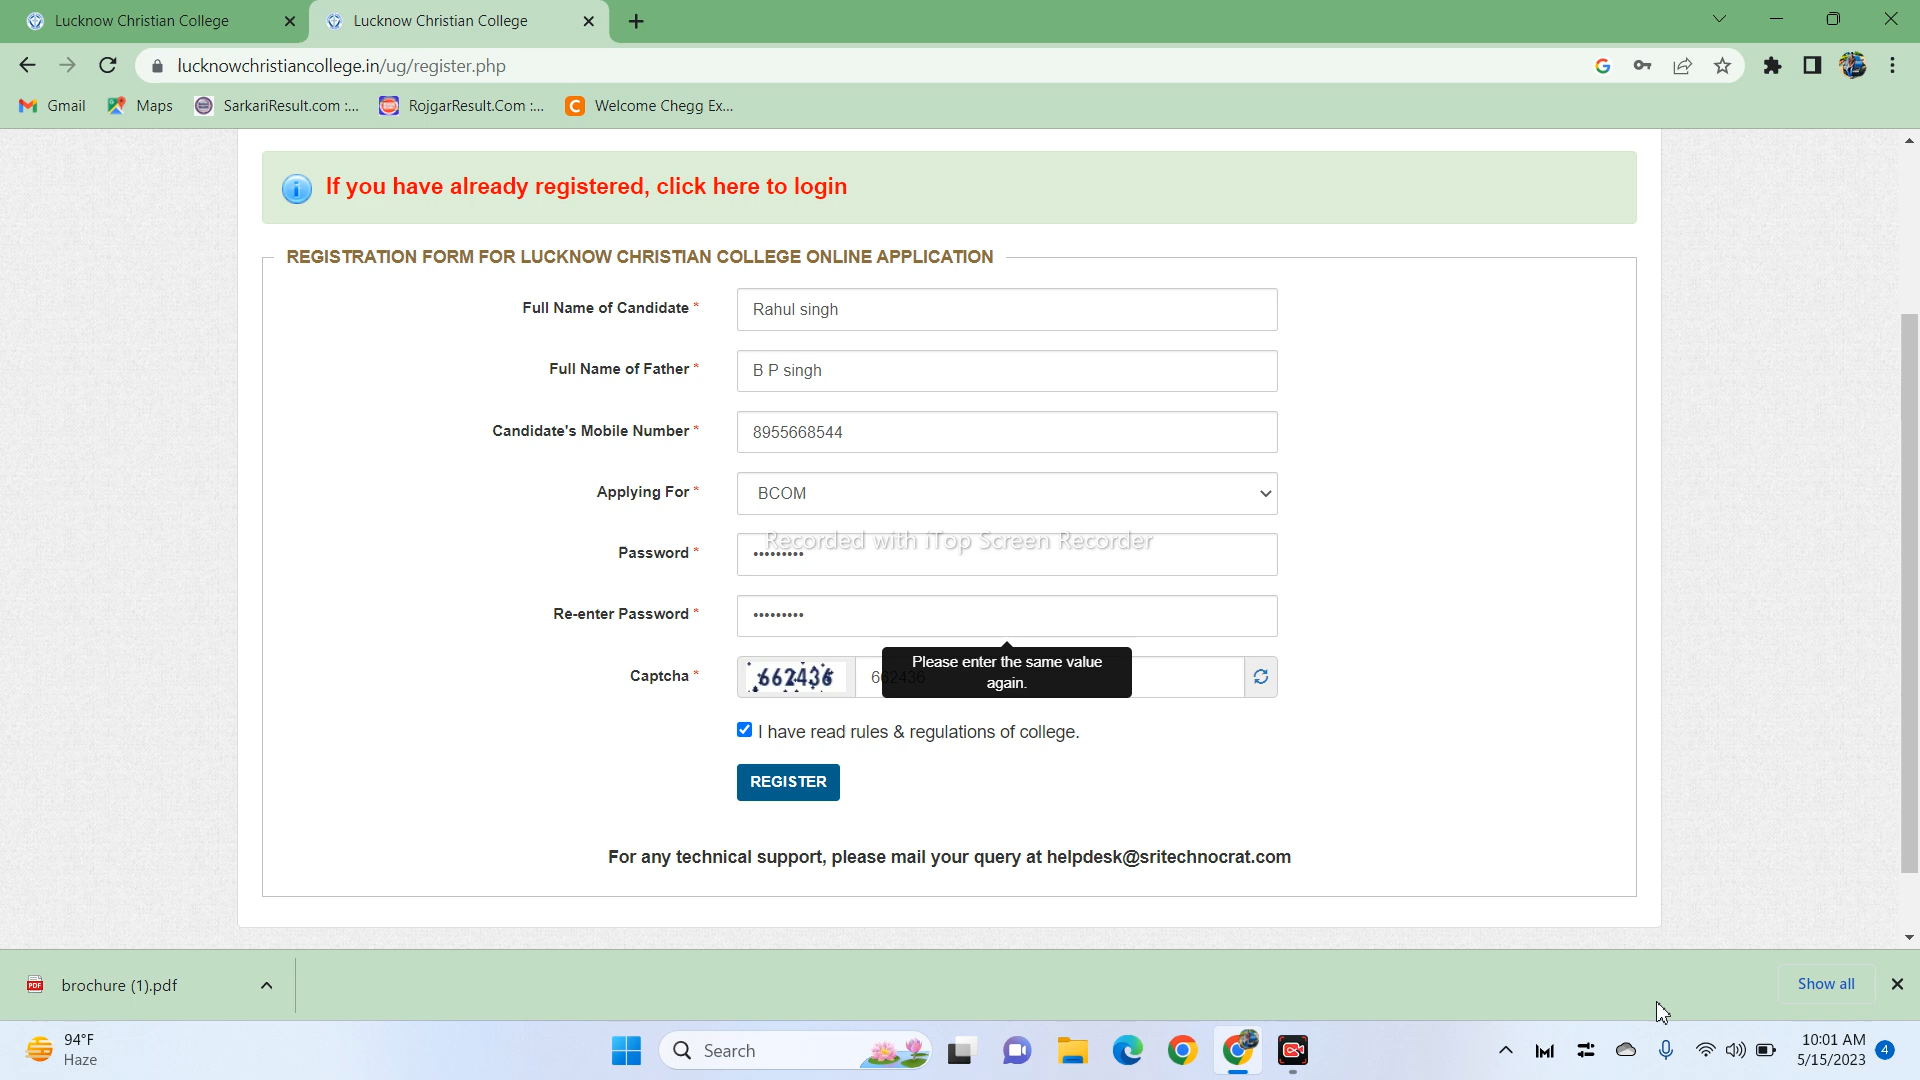 Lucknow Christian College
Lucknow Christian College
lucknowchristiancollege.in/ug/register.php
Gmail
Maps
SarkariResult.com :...
RojgarResult.Com :...
Welcome Chegg Ex...
If you have already registered, click here to login
REGISTRATION FORM FOR LUCKNOW CHRISTIAN COLLEGE ONLINE APPLICATION
Full Name of Candidate * Rahul singh
Full Name of Father * B P singh
Candidate's Mobile Number * 8955668544
Applying For * BCOM
Recorded with iTop Screen Recorder
Password * •••••••••
Re-enter Password * •••••••••
Please enter the same value
again.
Captcha * 662436 662436
I have read rules & regulations of college.
REGISTER
For any technical support, please mail your query at helpdesk@sritechnocrat.com
PDF
brochure (1).pdf
Show all
94°F
Haze
Search
10:01 AM
5/15/2023
4